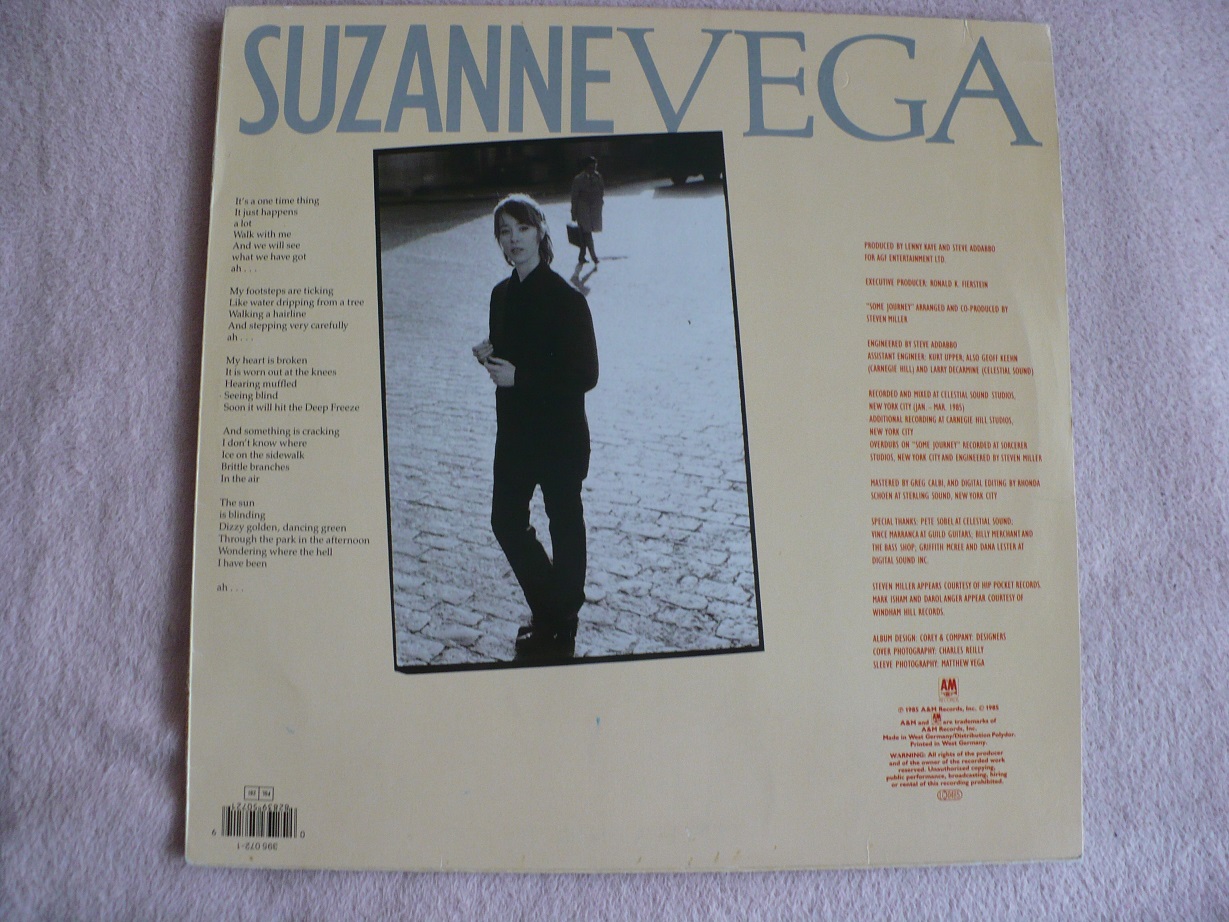 SUZANNE VEGA
It's a one time thing
It just happens
a lot
Walk with me
And we will see
what we have got
ah . . .
My footsteps are ticking
Like water dripping from a tree
Walking a hairline
And stepping very carefully
ah . . .
My heart is broken
It is worn out at the knees
Hearing muffled
Seeing blind
Soon it will hit the Deep Freeze
And something is cracking
I don't know where
Ice on the sidewalk
Brittle branches
In the air
The sun
is blinding
Dizzy golden, dancing green
Through the park in the afternoon
Wondering where the hell
I have been
ah . . .
PRODUCED BY LENNY KAYE AND STEVE ADDABBO
FOR AGF ENTERTAINMENT LTD.
EXECUTIVE PRODUCER: RONALD K. FIERSTEIN
"SOME JOURNEY" ARRANGED AND CO-PRODUCED BY
STEVEN MILLER
ENGINEERED BY STEVE ADDABBO
ASSISTANT ENGINEER: KURT UPPER; ALSO GEOFF KEEHN
(CARNEGIE HILL) AND LARRY DECARMINE (CELESTIAL SOUND)
RECORDED AND MIXED AT CELESTIAL SOUND STUDIOS,
NEW YORK CITY (JAN. - MAR. 1985)
ADDITIONAL RECORDING AT CARNEGIE HILL STUDIOS,
NEW YORK CITY
OVERDUBS ON "SOME JOURNEY" RECORDED AT SORCERER
STUDIOS, NEW YORK CITY AND ENGINEERED BY STEVEN MILLER
MASTERED BY GREG CALBI, AND DIGITAL EDITING BY RHONDA
SCHOEN AT STERLING SOUND, NEW YORK CITY
SPECIAL THANKS: PETE SOBEL AT CELESTIAL SOUND;
VINCE MARRANCA AT GUILD GUITARS; BILLY MERCHANT AND
THE BASS SHOP; GRIFFITH MCREE AND DANA LESTER AT
DIGITAL SOUND INC.
STEVEN MILLER APPEARS COURTESY OF HIP POCKET RECORDS.
MARK ISHAM AND DAROL ANGER APPEAR COURTESY OF
WINDHAM HILL RECORDS.
ALBUM DESIGN: COREY & COMPANY: DESIGNERS
COVER PHOTOGRAPHY: CHARLES REILLY
SLEEVE PHOTOGRAPHY: MATTHEW VEGA
AM
℗ 1985 A&M Records, Inc. © 1985
A&M and AM are trademarks of
A&M Records, Inc.
Made in West Germany/Distribution Polydor.
Printed in West Germany.
WARNING: All rights of the producer
and of the owner of the recorded work
reserved. Unauthorized copying,
public performance, broadcasting, hiring
or rental of this recording prohibited.
395 072-1
0 82839 50721 9